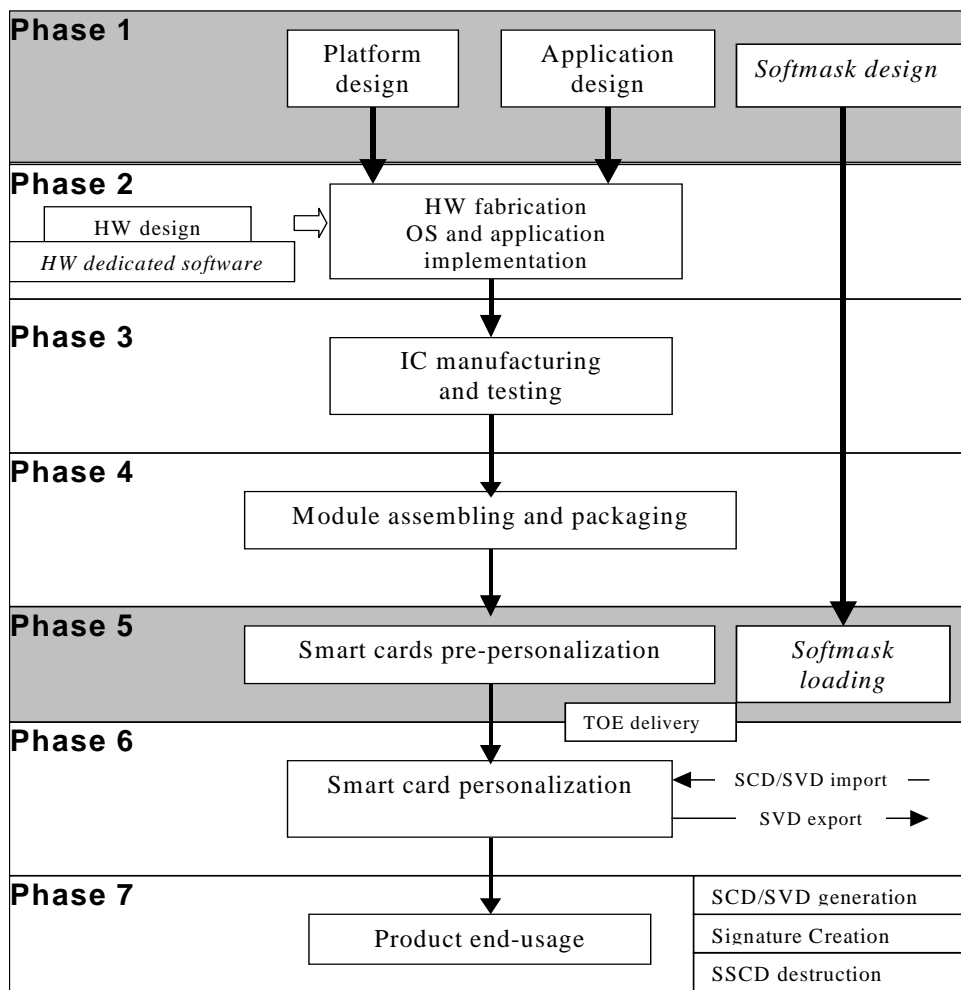 Phase 1
Platform
design
Application
design
Softmask design
Phase 2
HW design
HW dedicated software
HW fabrication
OS and application
implementation
Phase 3
IC manufacturing
and testing
Phase 4
Module assembling and packaging
Phase 5
Smart cards pre-personalization
Softmask
loading
TOE delivery
Phase 6
Smart card personalization
SCD/SVD import
SVD export
Phase 7
Product end-usage
SCD/SVD generation
Signature Creation
SSCD destruction